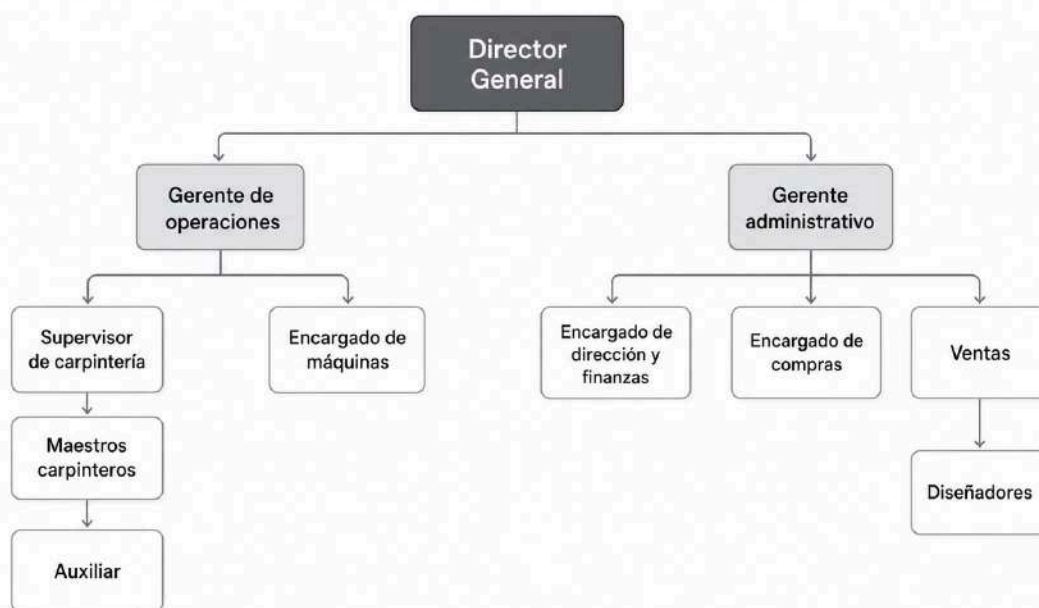 Director
General
Gerente de
operaciones
Gerente
administrativo
Supervisor
de carpintería
Encargado de
máquinas
Encargado de
dirección y
finanzas
Encargado de
compras
Ventas
Maestros
carpinteros
Diseñadores
Auxiliar